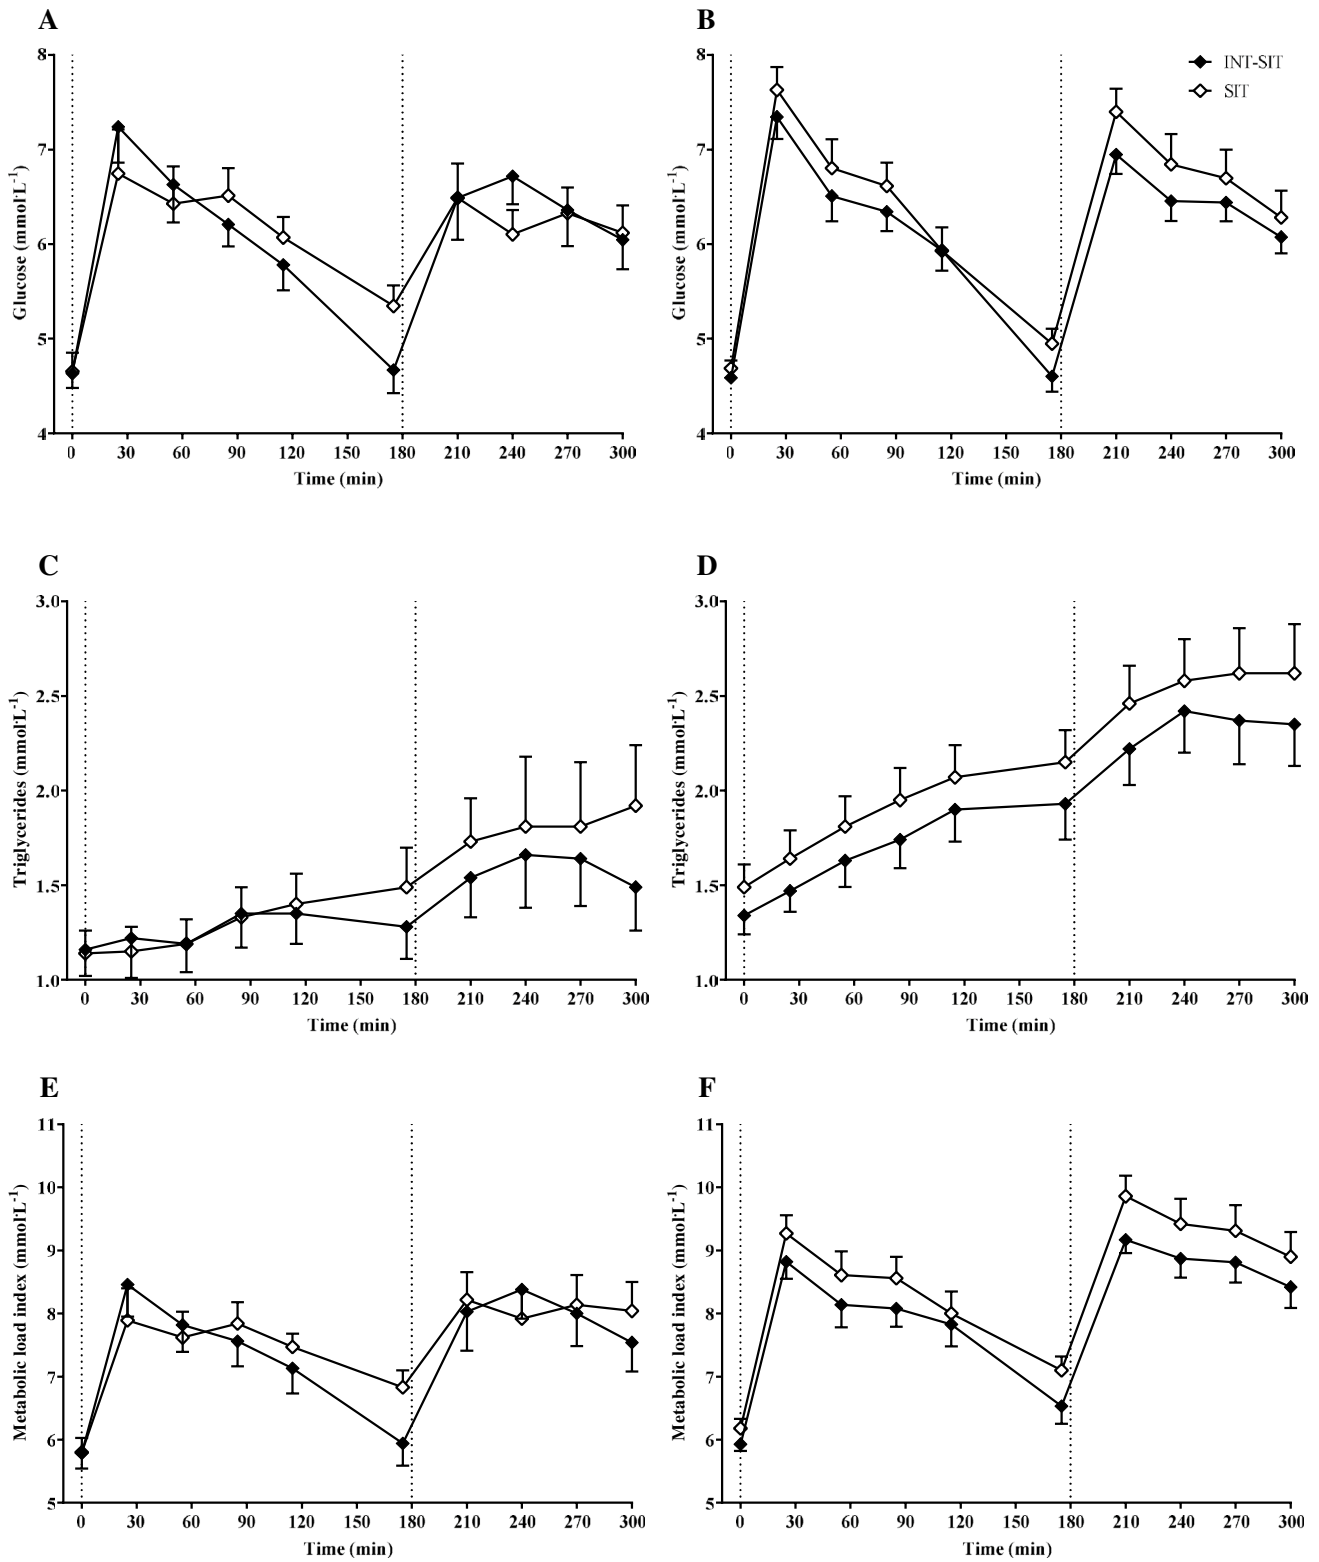 A
B
8
7
6
5
4
Glucose (mmol·L⁻¹)
0 30 60 90 120 150 180 210 240 270 300
Time (min)
8
7
6
5
4
Glucose (mmol·L⁻¹)
INT-SIT
SIT
0 30 60 90 120 150 180 210 240 270 300
Time (min)
C
D
3.0
2.5
2.0
1.5
1.0
Triglycerides (mmol·L⁻¹)
0 30 60 90 120 150 180 210 240 270 300
Time (min)
3.0
2.5
2.0
1.5
1.0
Triglycerides (mmol·L⁻¹)
0 30 60 90 120 150 180 210 240 270 300
Time (min)
E
F
11
10
9
8
7
6
5
Metabolic load index (mmol·L⁻¹)
0 30 60 90 120 150 180 210 240 270 300
Time (min)
11
10
9
8
7
6
5
Metabolic load index (mmol·L⁻¹)
0 30 60 90 120 150 180 210 240 270 300
Time (min)